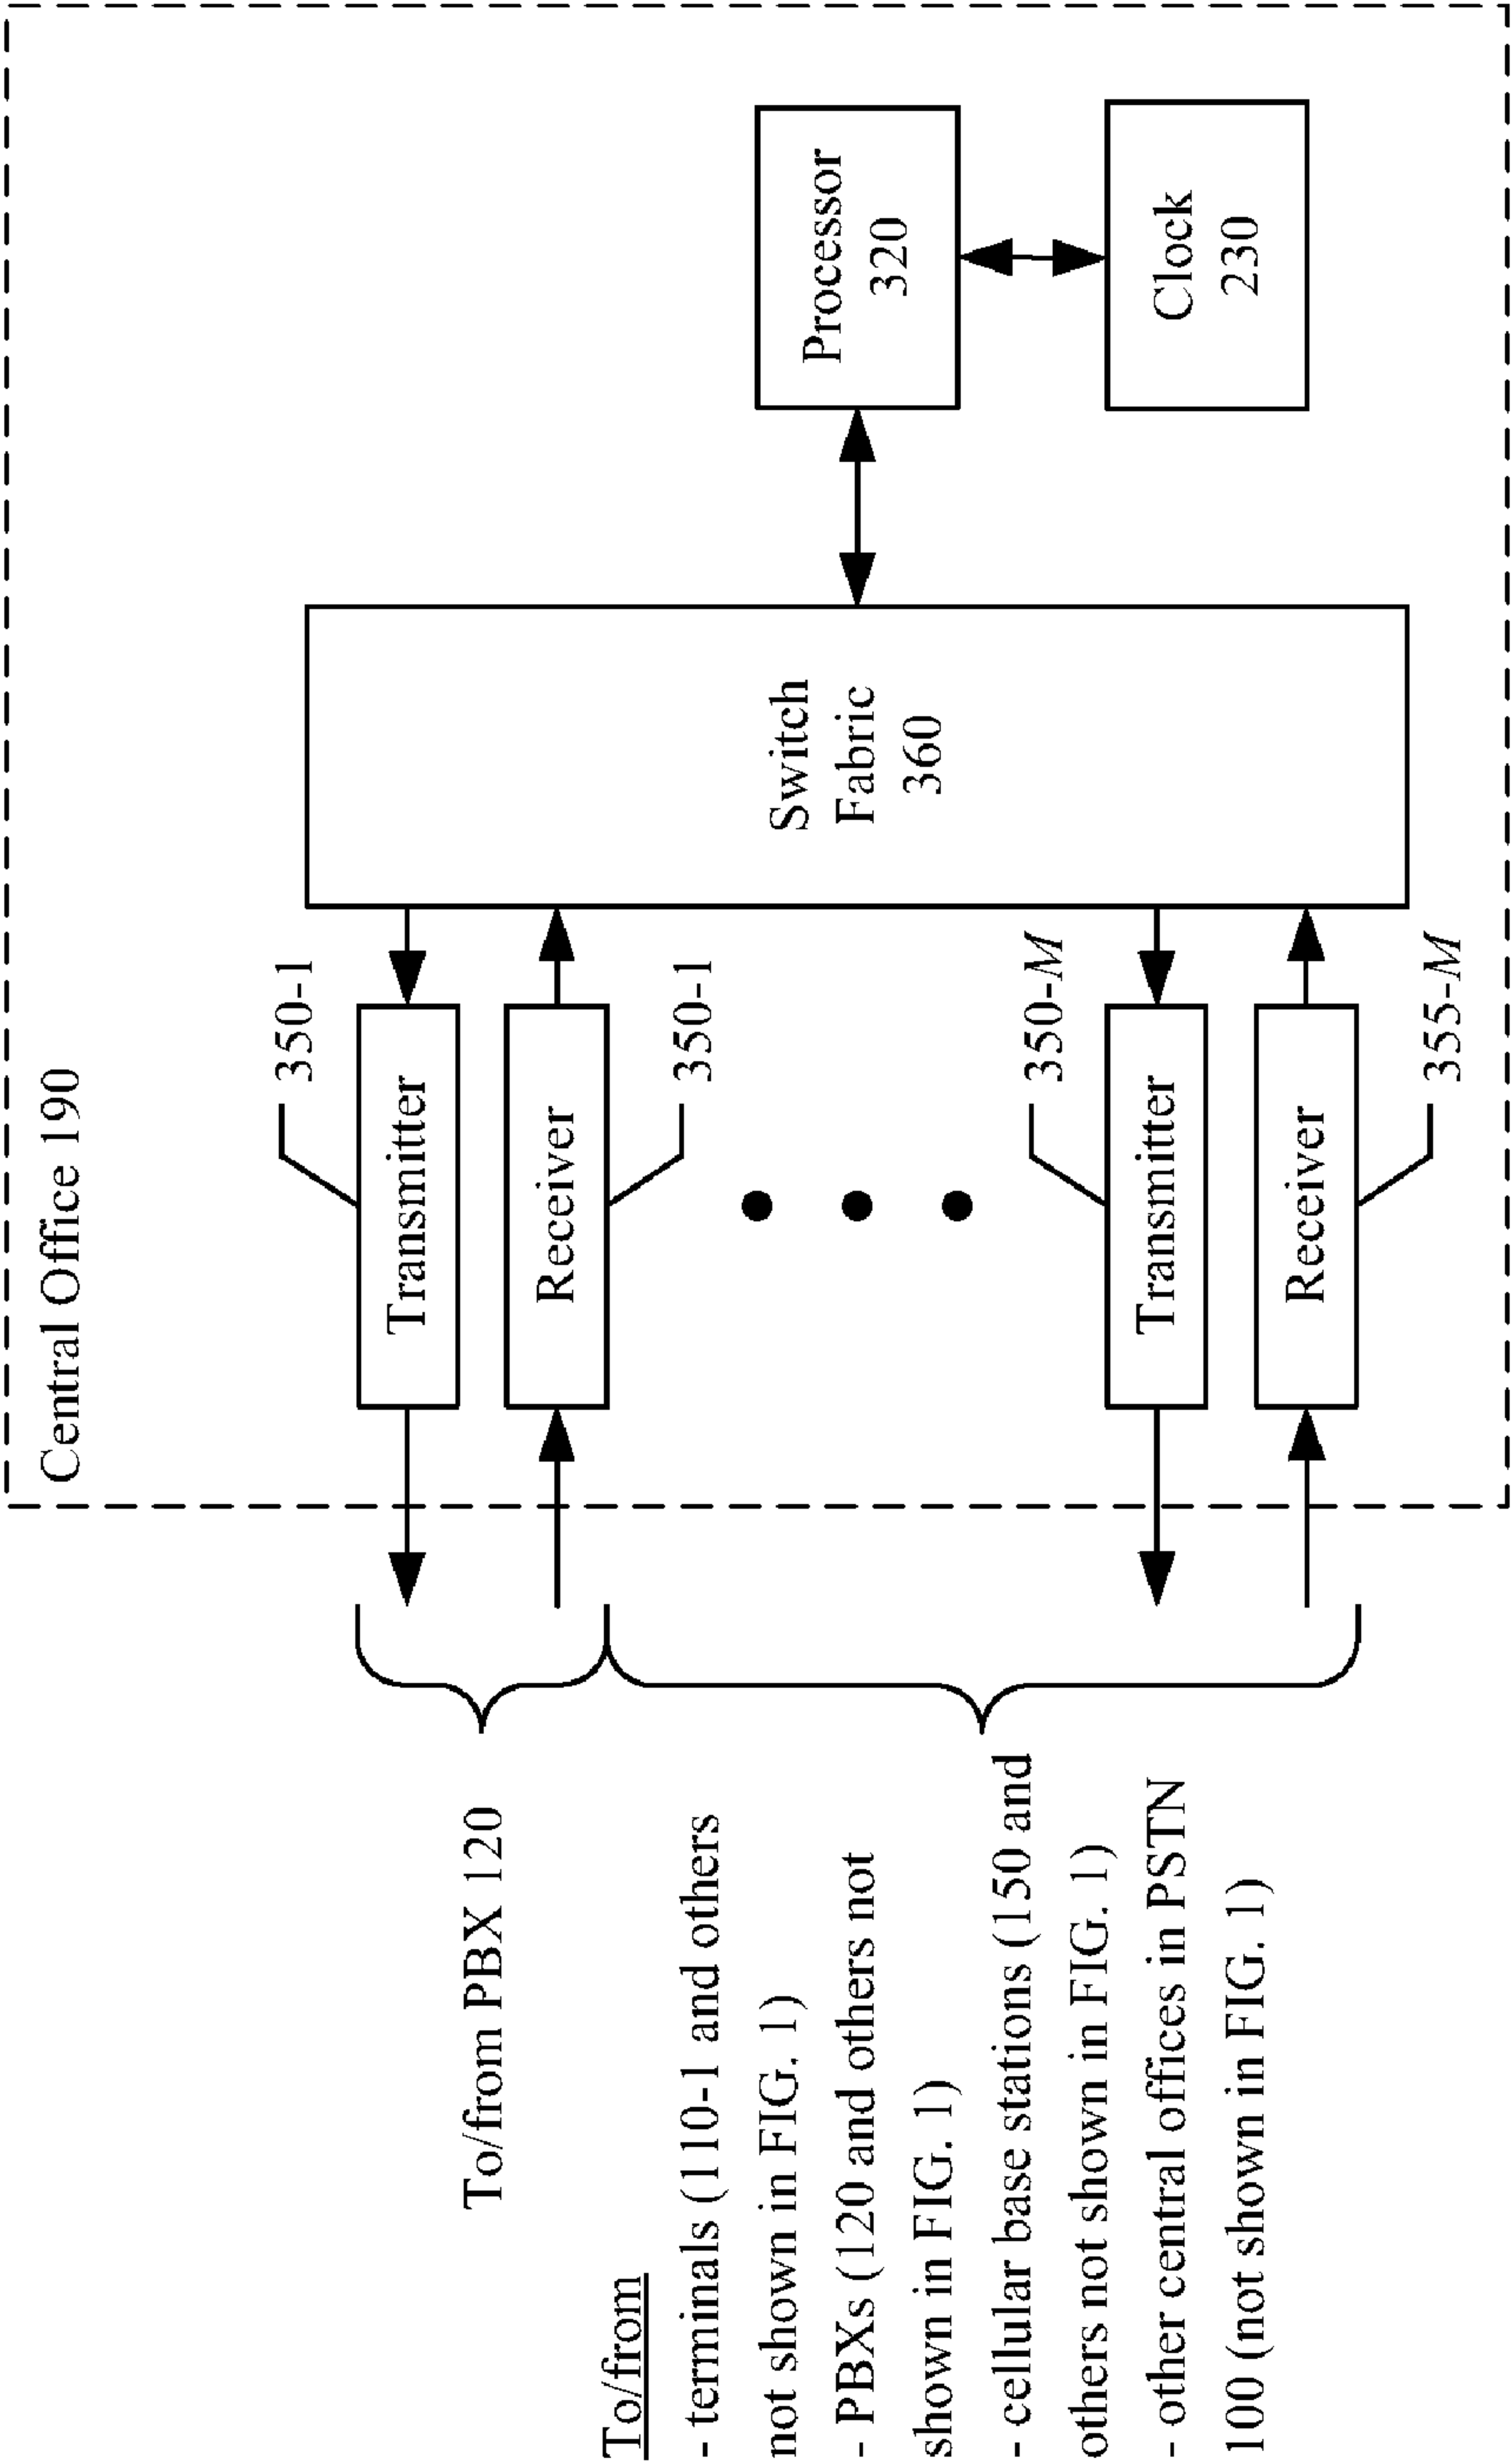 Central Office 190
350-1
Transmitter
Receiver
350-1
350-M
Transmitter
Receiver
355-M
Switch
Fabric
360
Processor
320
Clock
230
To/from PBX 120
To/from
- terminals (110-1 and others
not shown in FIG. 1)
- PBXs (120 and others not
shown in FIG. 1)
- cellular base stations (150 and
others not shown in FIG. 1)
- other central offices in PSTN
100 (not shown in FIG. 1)